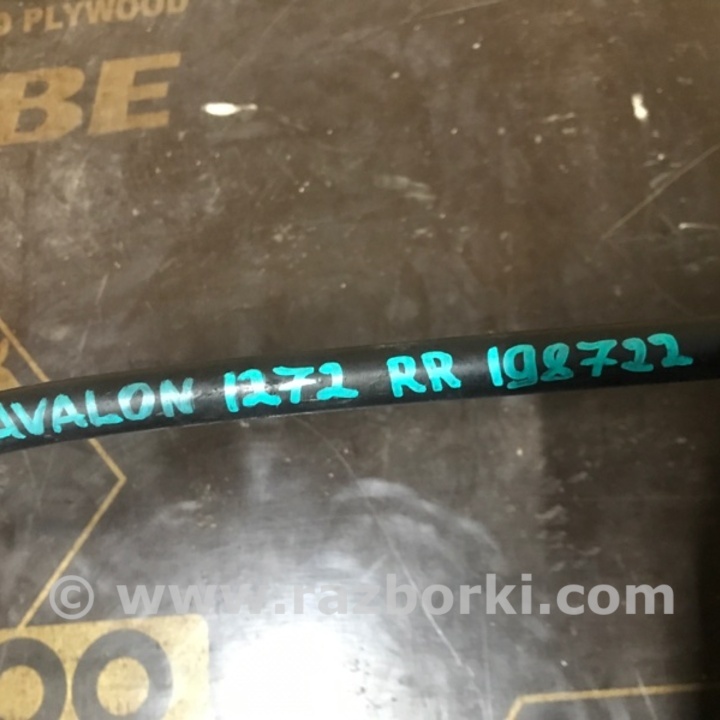 D PLYWOOD
BE
AVALON 1272 RR 198722
© www.razborki.com